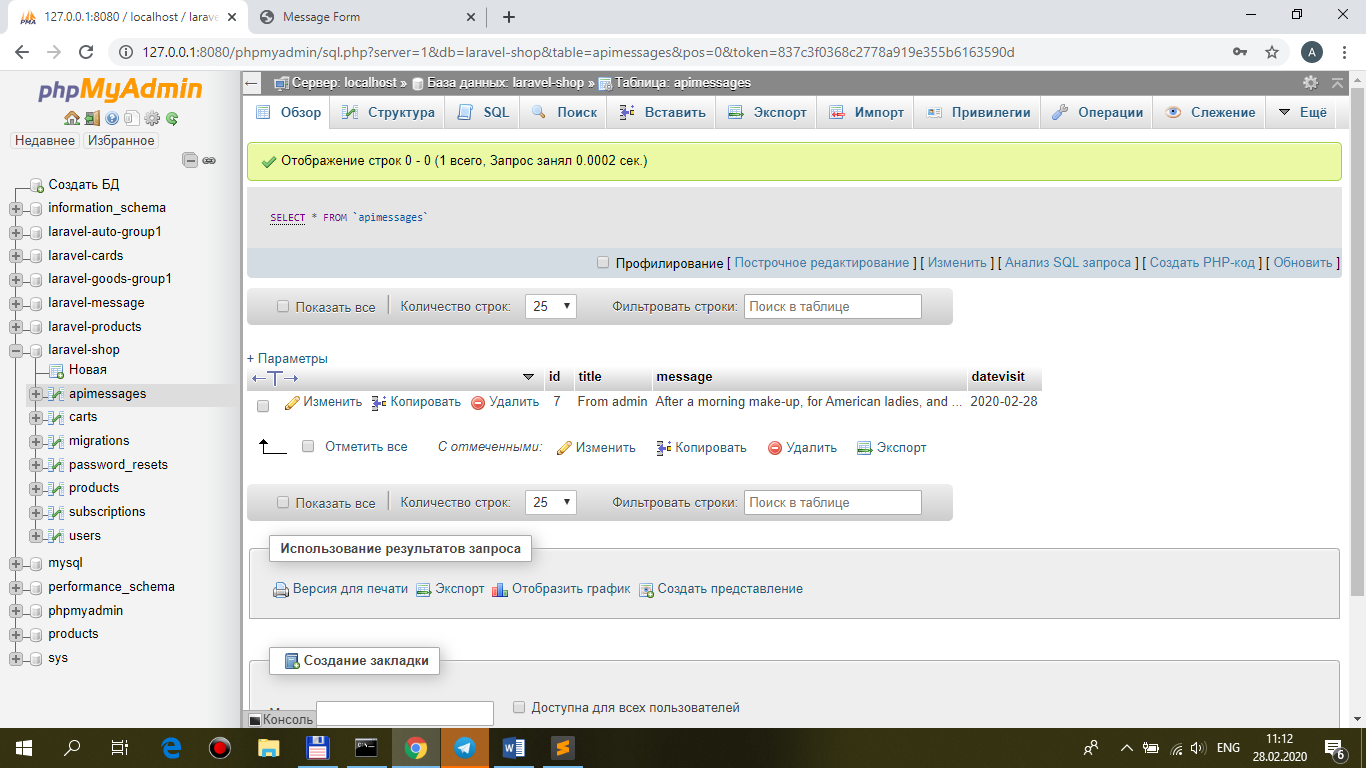 127.0.0.1:8080 / localhost / larave
Message Form
127.0.0.1:8080/phpmyadmin/sql.php?server=1&db=laravel-shop&table=apimessages&pos=0&token=837c3f0368c2778a919e355b6163590d
A
phpMyAdmin
Недавнее Избранное
Создать БД
information_schema
laravel-auto-group1
laravel-cards
laravel-goods-group1
laravel-message
laravel-products
laravel-shop
Новая
apimessages
carts
migrations
password_resets
products
subscriptions
users
mysql
performance_schema
phpmyadmin
products
sys
Сервер: localhost » База данных: laravel-shop » Таблица: apimessages
Обзор Структура SQL Поиск Вставить Экспорт Импорт Привилегии Операции Слежение Ещё
Отображение строк 0 - 0 (1 всего, Запрос занял 0.0002 сек.)
SELECT * FROM `apimessages`
Профилирование [ Построчное редактирование ] [ Изменить ] [ Анализ SQL запроса ] [ Создать PHP-код ] [ Обновить ]
Показать все Количество строк: 25 Фильтровать строки: Поиск в таблице
+ Параметры
←T→ id title message datevisit
Изменить Копировать Удалить 7 From admin After a morning make-up, for American ladies, and ... 2020-02-28
Отметить все С отмеченными: Изменить Копировать Удалить Экспорт
Показать все Количество строк: 25 Фильтровать строки: Поиск в таблице
Использование результатов запроса
Версия для печати Экспорт Отобразить график Создать представление
Создание закладки
Доступна для всех пользователей
Консоль
ENG
11:12
28.02.2020
6